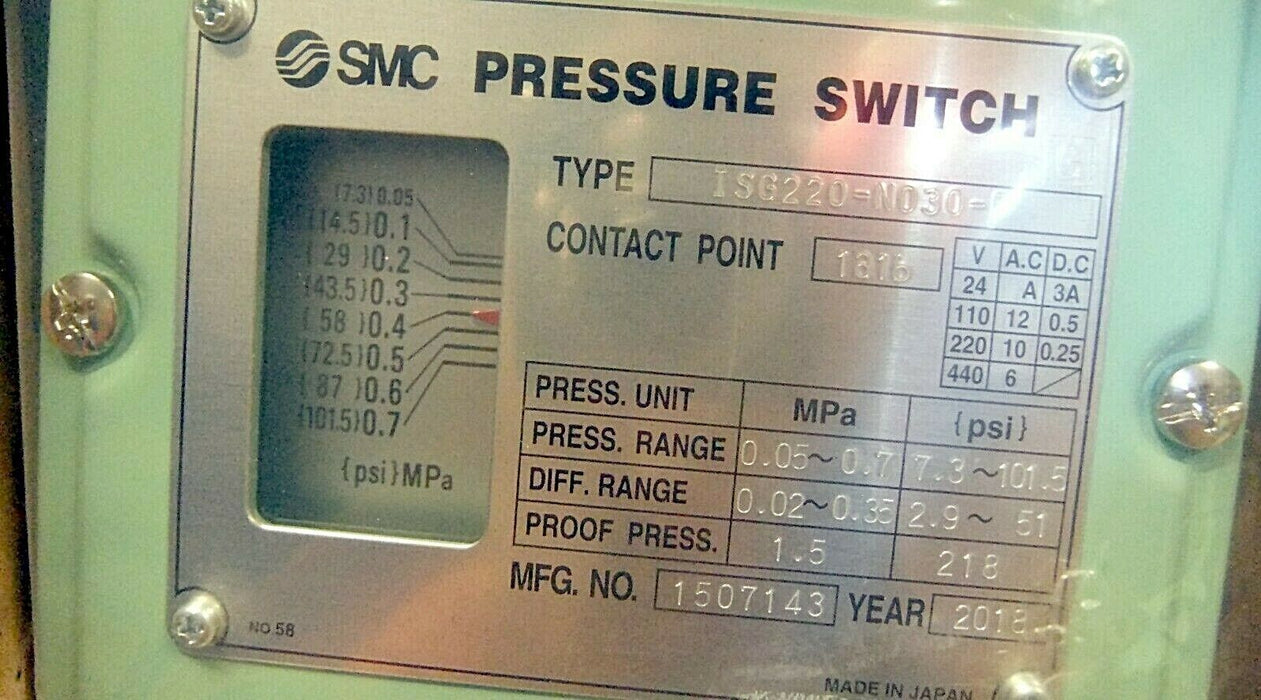 SMC PRESSURE SWITCH
TYPE ISG220-N030-
CONTACT POINT
V A.C D.C
24 A 3A
110 12 0.5
220 10 0.25
440 6
(7.3)0.05
(14.5)0.1
( 29 )0.2
(43.5)0.3
( 58 )0.4
(72.5)0.5
( 87 )0.6
(101.5)0.7
{psi}MPa
PRESS. UNIT MPa {psi}
PRESS. RANGE 0.05~0.7 7.3~101.5
DIFF. RANGE 0.02~0.35 2.9~ 51
PROOF PRESS. 1.5 218
MFG. NO. 1507143 YEAR 2018
NO.58
MADE IN JAPAN